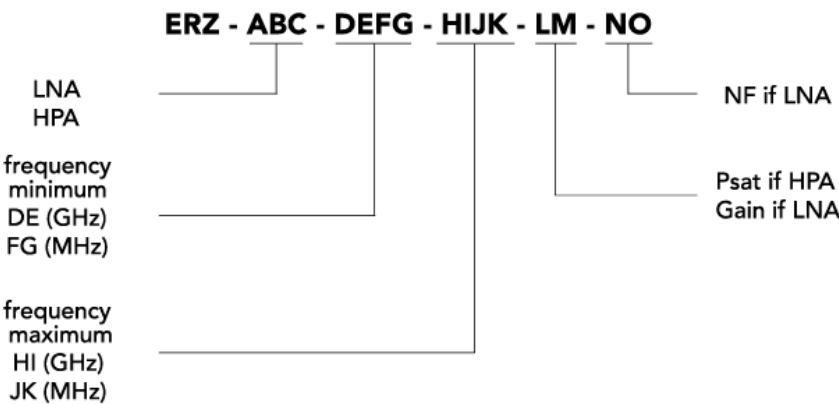 ERZ - ABC - DEFG - HIJK - LM - NO
LNA
HPA
frequency
minimum
DE (GHz)
FG (MHz)
frequency
maximum
HI (GHz)
JK (MHz)
NF if LNA
Psat if HPA
Gain if LNA